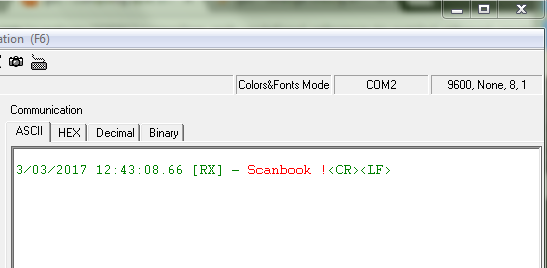 ation (F6)
Colors&Fonts Mode COM2 9600, None, 8, 1
Communication
ASCII HEX Decimal Binary
3/03/2017 12:43:08.66 [RX] - Scanbook !<CR><LF>